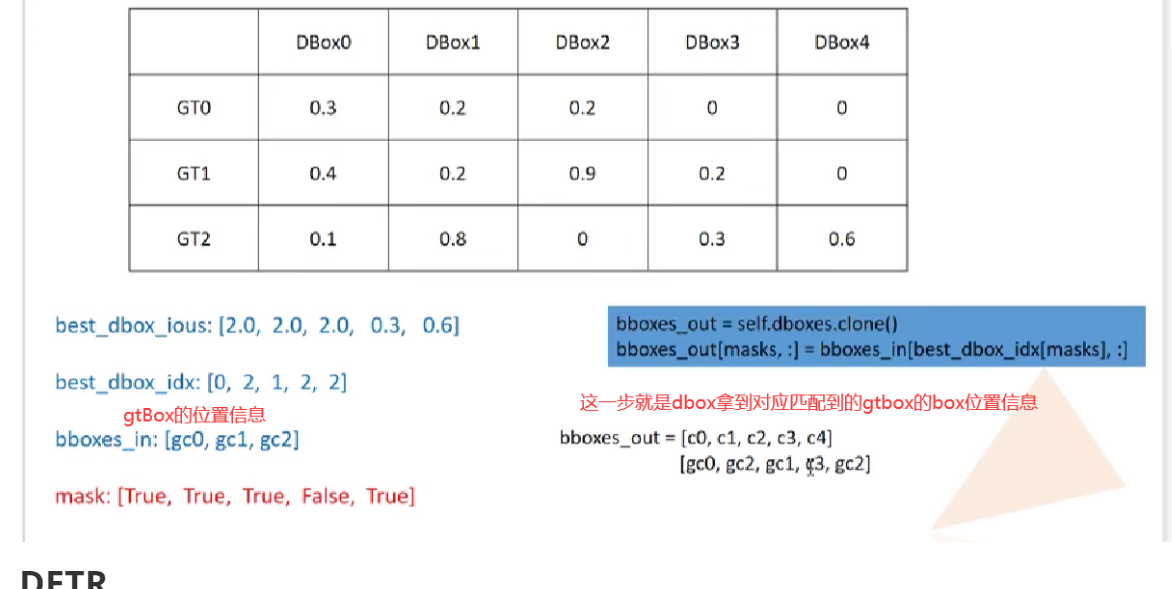 DBox0 DBox1 DBox2 DBox3 DBox4
GT0 0.3 0.2 0.2 0 0
GT1 0.4 0.2 0.9 0.2 0
GT2 0.1 0.8 0 0.3 0.6
best_dbox_ious: [2.0, 2.0, 2.0, 0.3, 0.6]
best_dbox_idx: [0, 2, 1, 2, 2]
gtBox的位置信息
bboxes_in: [gc0, gc1, gc2]
mask: [True, True, True, False, True]
bboxes_out = self.dboxes.clone()
bboxes_out[masks, :] = bboxes_in[best_dbox_idx[masks], :]
这一步就是dbox拿到对应匹配到的gtbox的box位置信息
bboxes_out = [c0, c1, c2, c3, c4]
[gc0, gc2, gc1, c3, gc2]
DETR